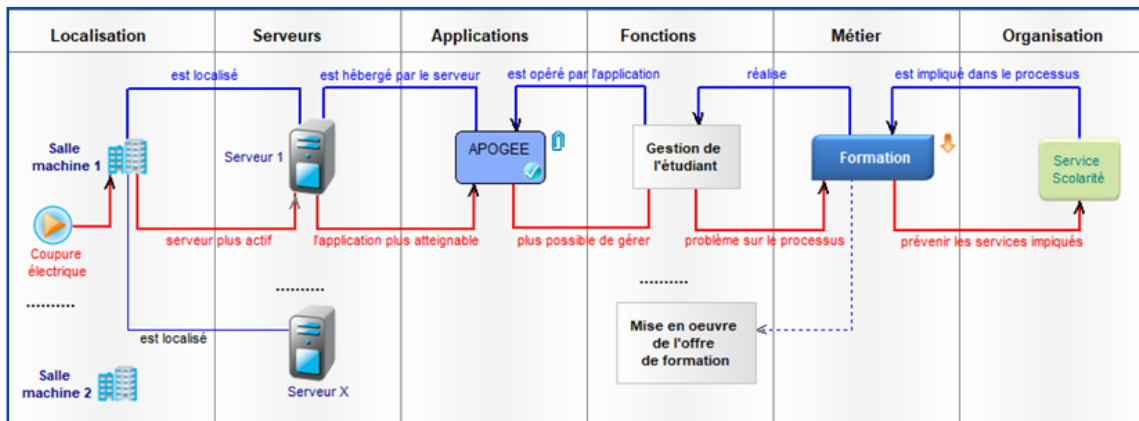 Localisation
Serveurs
Applications
Fonctions
Métier
Organisation
est localisé
est hébergé par le serveur
est opéré par l'application
réalise
est impliqué dans le processus
Salle
machine 1
Serveur 1
APOGEE
Gestion de
l'étudiant
Formation
Service
Scolarité
Coupure
électrique
serveur plus actif
l'application plus atteignable
plus possible de gérer
problème sur le processus
prévenir les services impiqués
..........
..........
..........
est localisé
Mise en oeuvre
de l'offre
de formation
Salle
machine 2
Serveur X